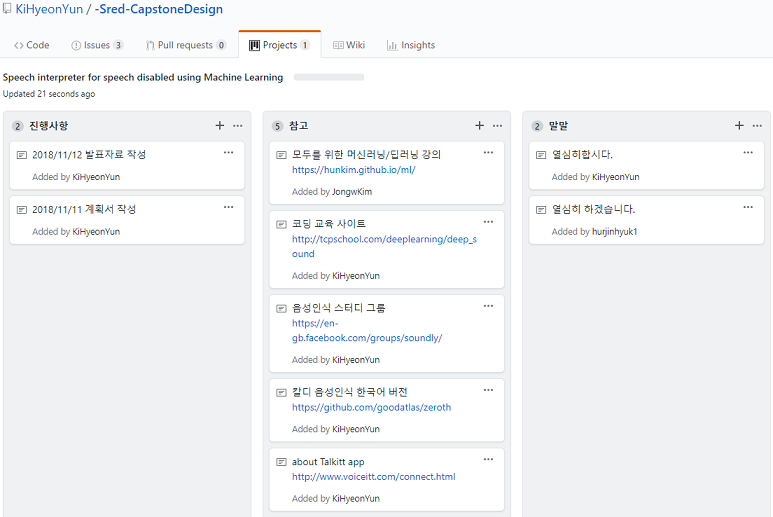 KiHyeonYun / -Sred-CapstoneDesign
Code Issues 3 Pull requests 0 Projects 1 Wiki Insights
Speech interpreter for speech disabled using Machine Learning
Updated 21 seconds ago
2 진행사항
2018/11/12 발표자료 작성
Added by KiHyeonYun
2018/11/11 계획서 작성
Added by KiHyeonYun
5 참고
모두를 위한 머신러닝/딥러닝 강의
https://hunkim.github.io/ml/
Added by JongwKim
코딩 교육 사이트
http://tcpschool.com/deeplearning/deep_s
ound
Added by KiHyeonYun
음성인식 스터디 그룹
https://en-
gb.facebook.com/groups/soundly/
Added by KiHyeonYun
칼디 음성인식 한국어 버전
https://github.com/goodatlas/zeroth
Added by KiHyeonYun
about Talkitt app
http://www.voiceitt.com/connect.html
Added by KiHyeonYun
2 말말
열심히합시다.
Added by KiHyeonYun
열심히 하겠습니다.
Added by hurjinhyuk1